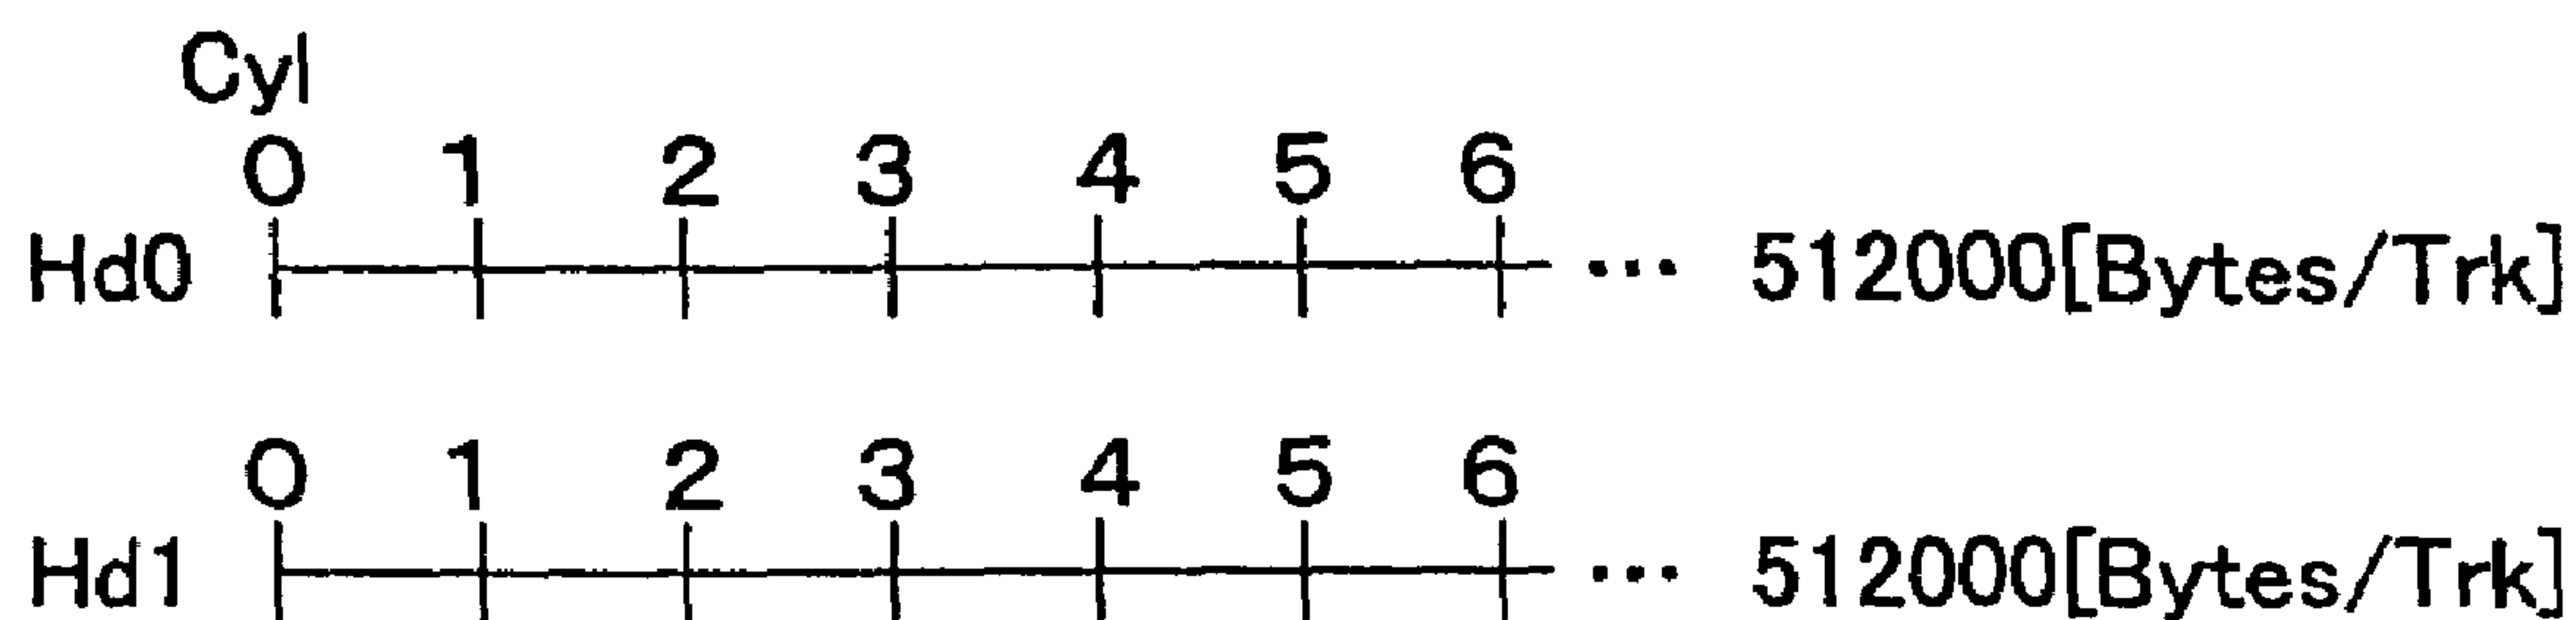 Cyl
0 1 2 3 4 5 6
Hd0 ... 512000[Bytes/Trk]
0 1 2 3 4 5 6
Hd1 ... 512000[Bytes/Trk]